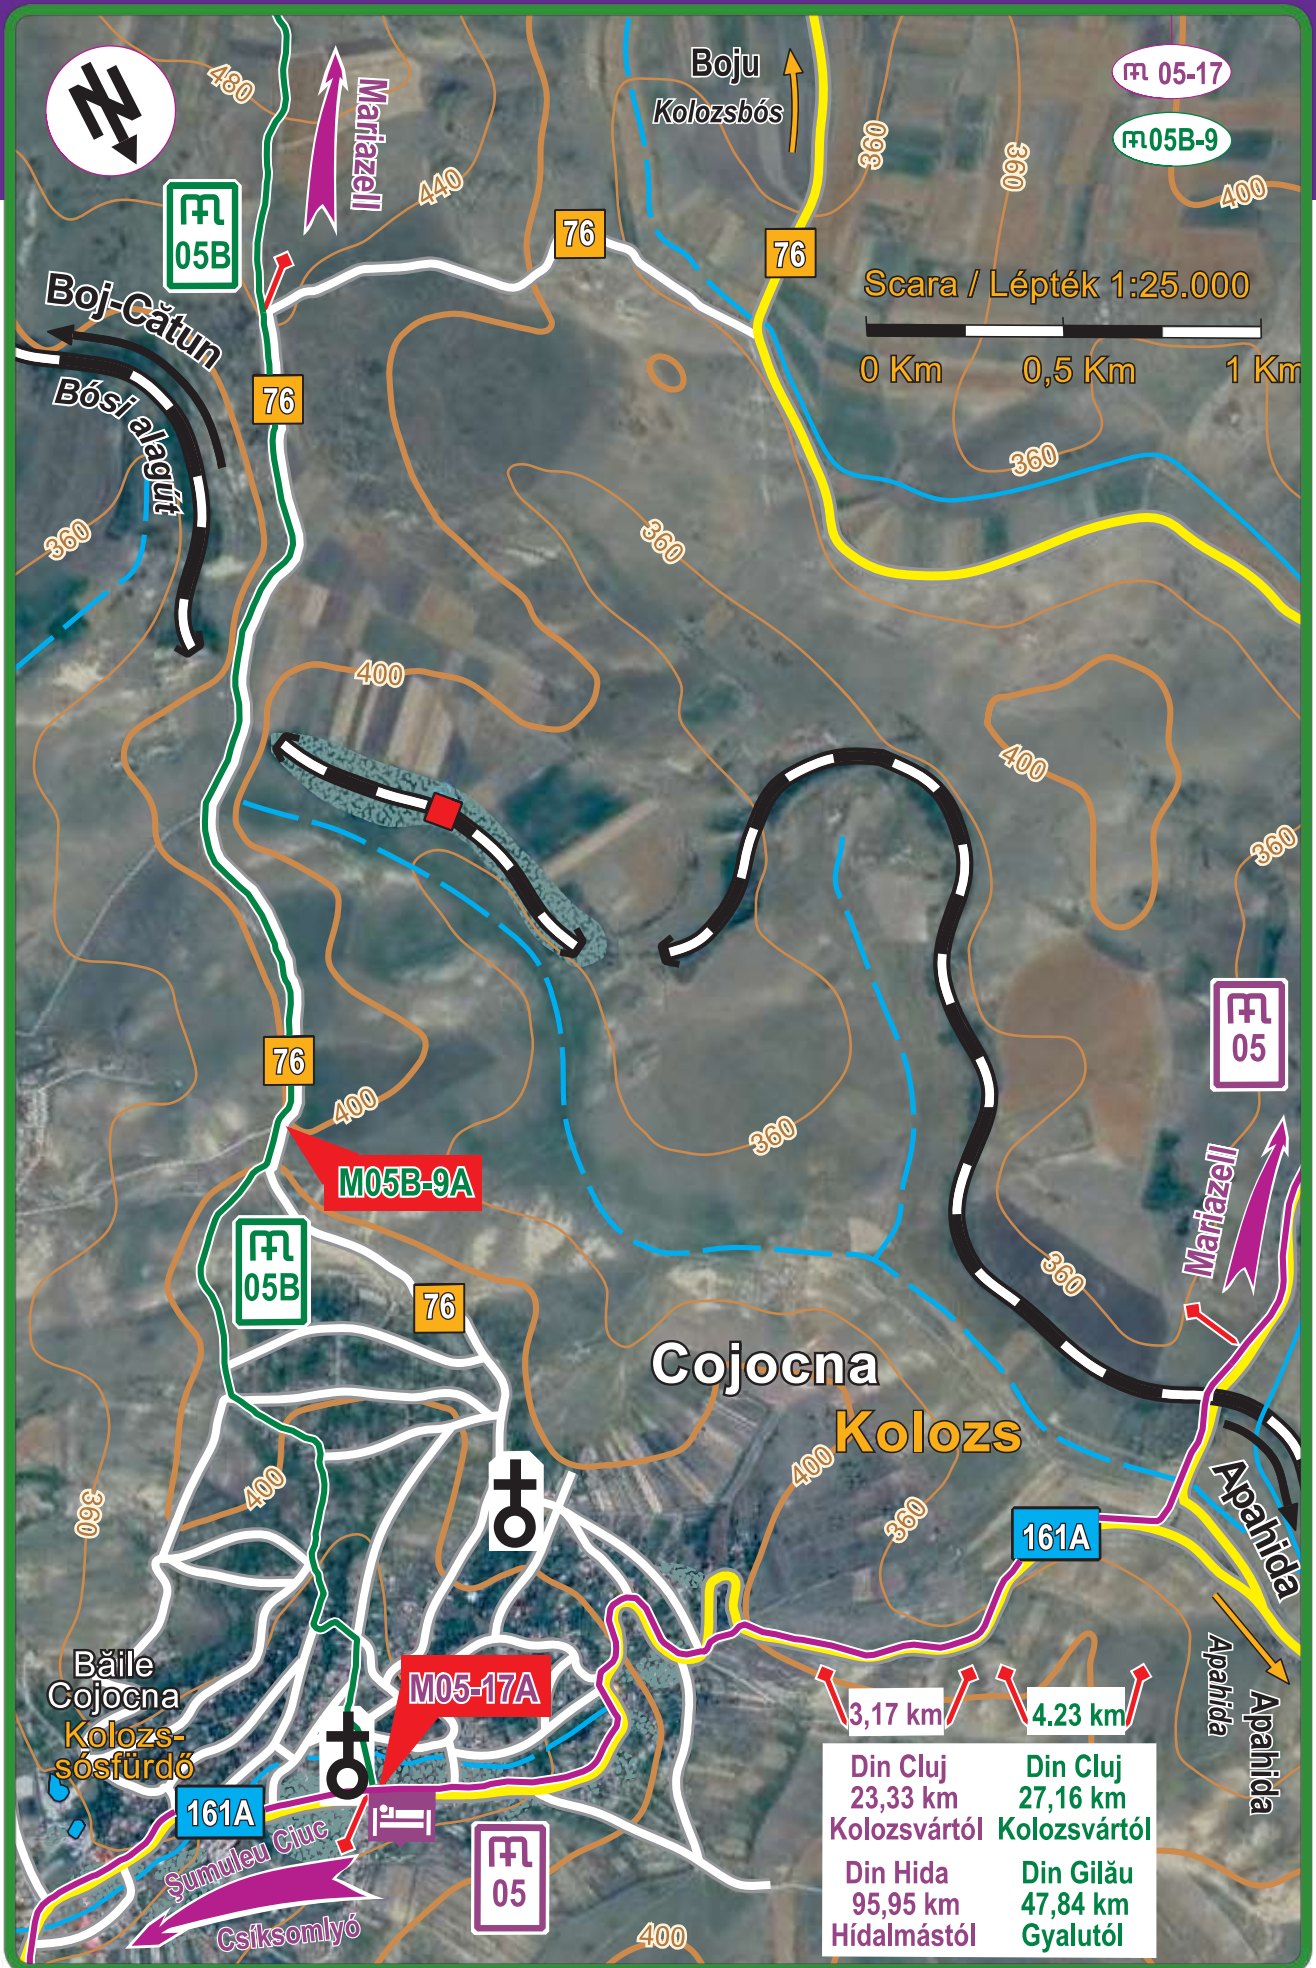 N
480
Mariazell
Boju
Kolozsbós
05-17
05B-9
360
360
400
440
05B
76
76
Scara / Lépték 1:25.000
0 Km 0,5 Km 1 Km
Boj-Cătun
Bósi alagút
76
360
360
360
400
400
360
05
76
400
360
M05B-9A
Mariazell
05B
360
76
Cojocna
Kolozs
400
400
360
360
161A
Apahida
Băile
Cojocna
Kolozs-
sósfürdő
M05-17A
Apahida
Apahida
3,17 km
4.23 km
Din Cluj
23,33 km
Kolozsvártól
Din Hida
95,95 km
Hídalmástól
Din Cluj
27,16 km
Kolozsvártól
Din Gilău
47,84 km
Gyalutól
161A
Şumuleu Ciuc
Csíksomlyó
05
400